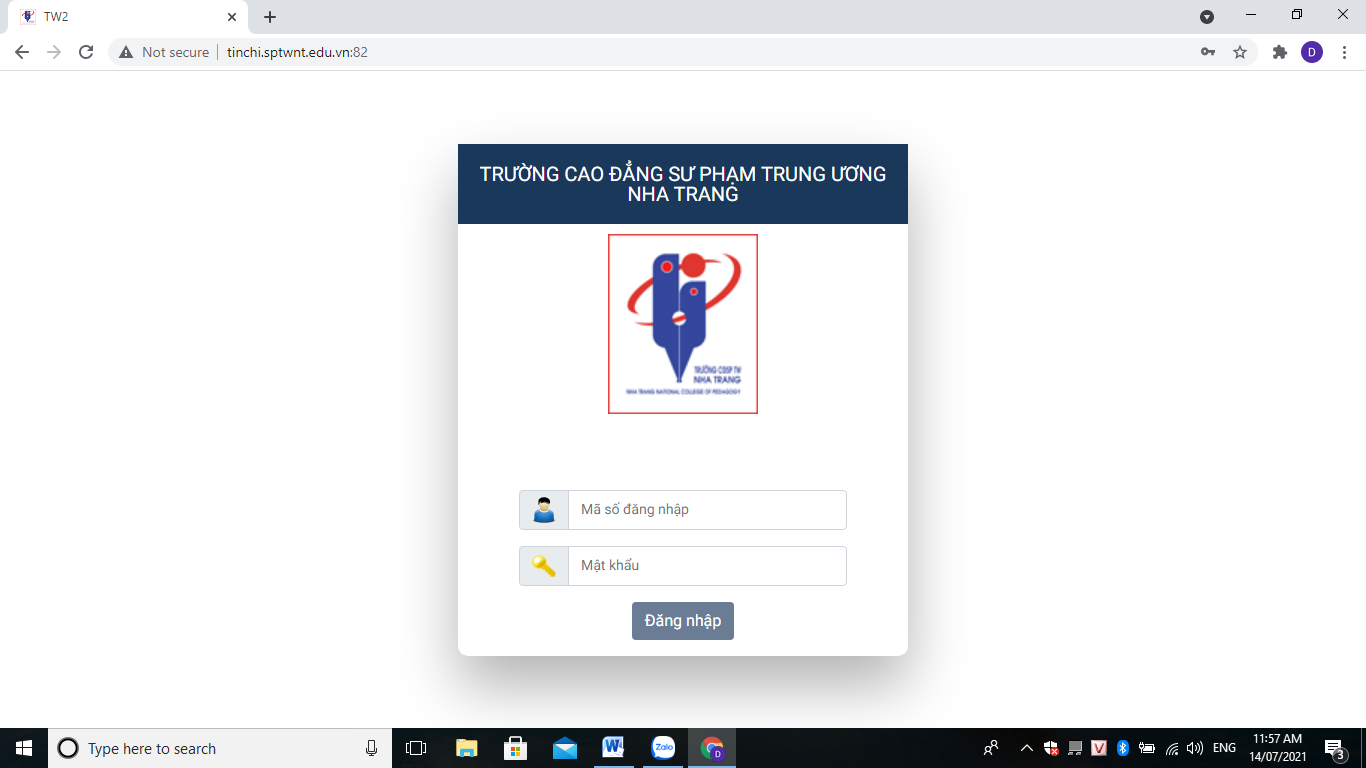 TW2
Not secure
tinchi.sptwnt.edu.vn:82
D
TRƯỜNG CAO ĐẲNG SƯ PHẠM TRUNG ƯƠNG
NHA TRANG
TRƯỜNG CĐSP TW
NHA TRANG
NHA TRANG NATIONAL COLLEGE OF PEDAGOGY
Mã số đăng nhập
Mật khẩu
Đăng nhập
Type here to search
W
Zalo
D
V
ENG
11:57 AM
14/07/2021
3